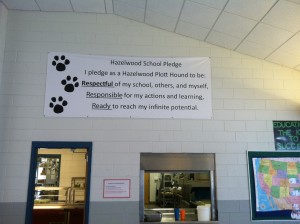 Hazelwood School Pledge
I pledge as a Hazelwood Plott Hound to be:
Respectful of my school, others, and myself,
Responsible for my actions and learning,
Ready to reach my infinite potential.